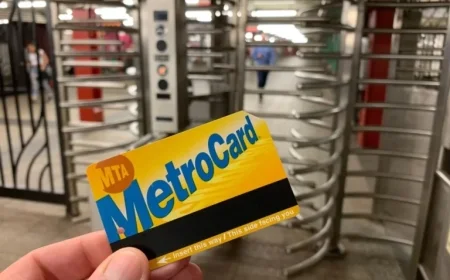 MTA
MetroCard
Insert this way / This side facing you